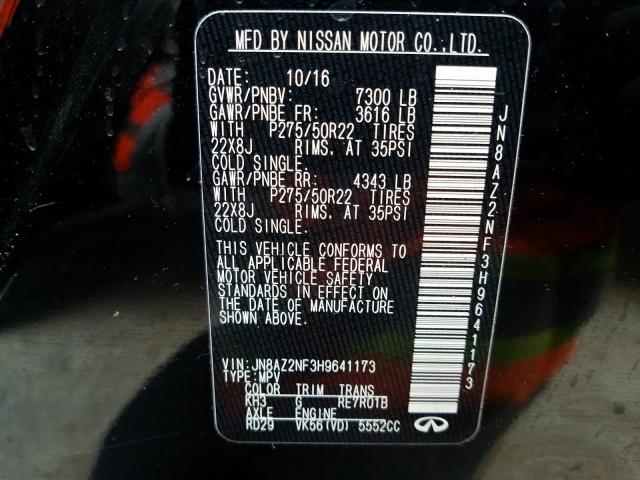 MFD BY NISSAN MOTOR CO.,LTD.
DATE: 10/16
GVWR/PNBV: 7300 LB
GAWR/PNBE FR: 3616 LB
WITH P275/50R22 TIRES
22X8J RIMS. AT 35PSI
COLD SINGLE.
GAWR/PNBE RR: 4343 LB
WITH P275/50R22 TIRES
22X8J RIMS. AT 35PSI
COLD SINGLE.
THIS VEHICLE CONFORMS TO
ALL APPLICABLE FEDERAL
MOTOR VEHICLE SAFETY
STANDARDS IN EFFECT ON
THE DATE OF MANUFACTURE
SHOWN ABOVE.
VIN:JN8AZ2NF3H9641173
TYPE:MPV
COLOR TRIM TRANS
KH3 G RE7R01B
AXLE ENGINE
RD29 VK56(VD) 5552CC
JN8AZ2NF3H9641173